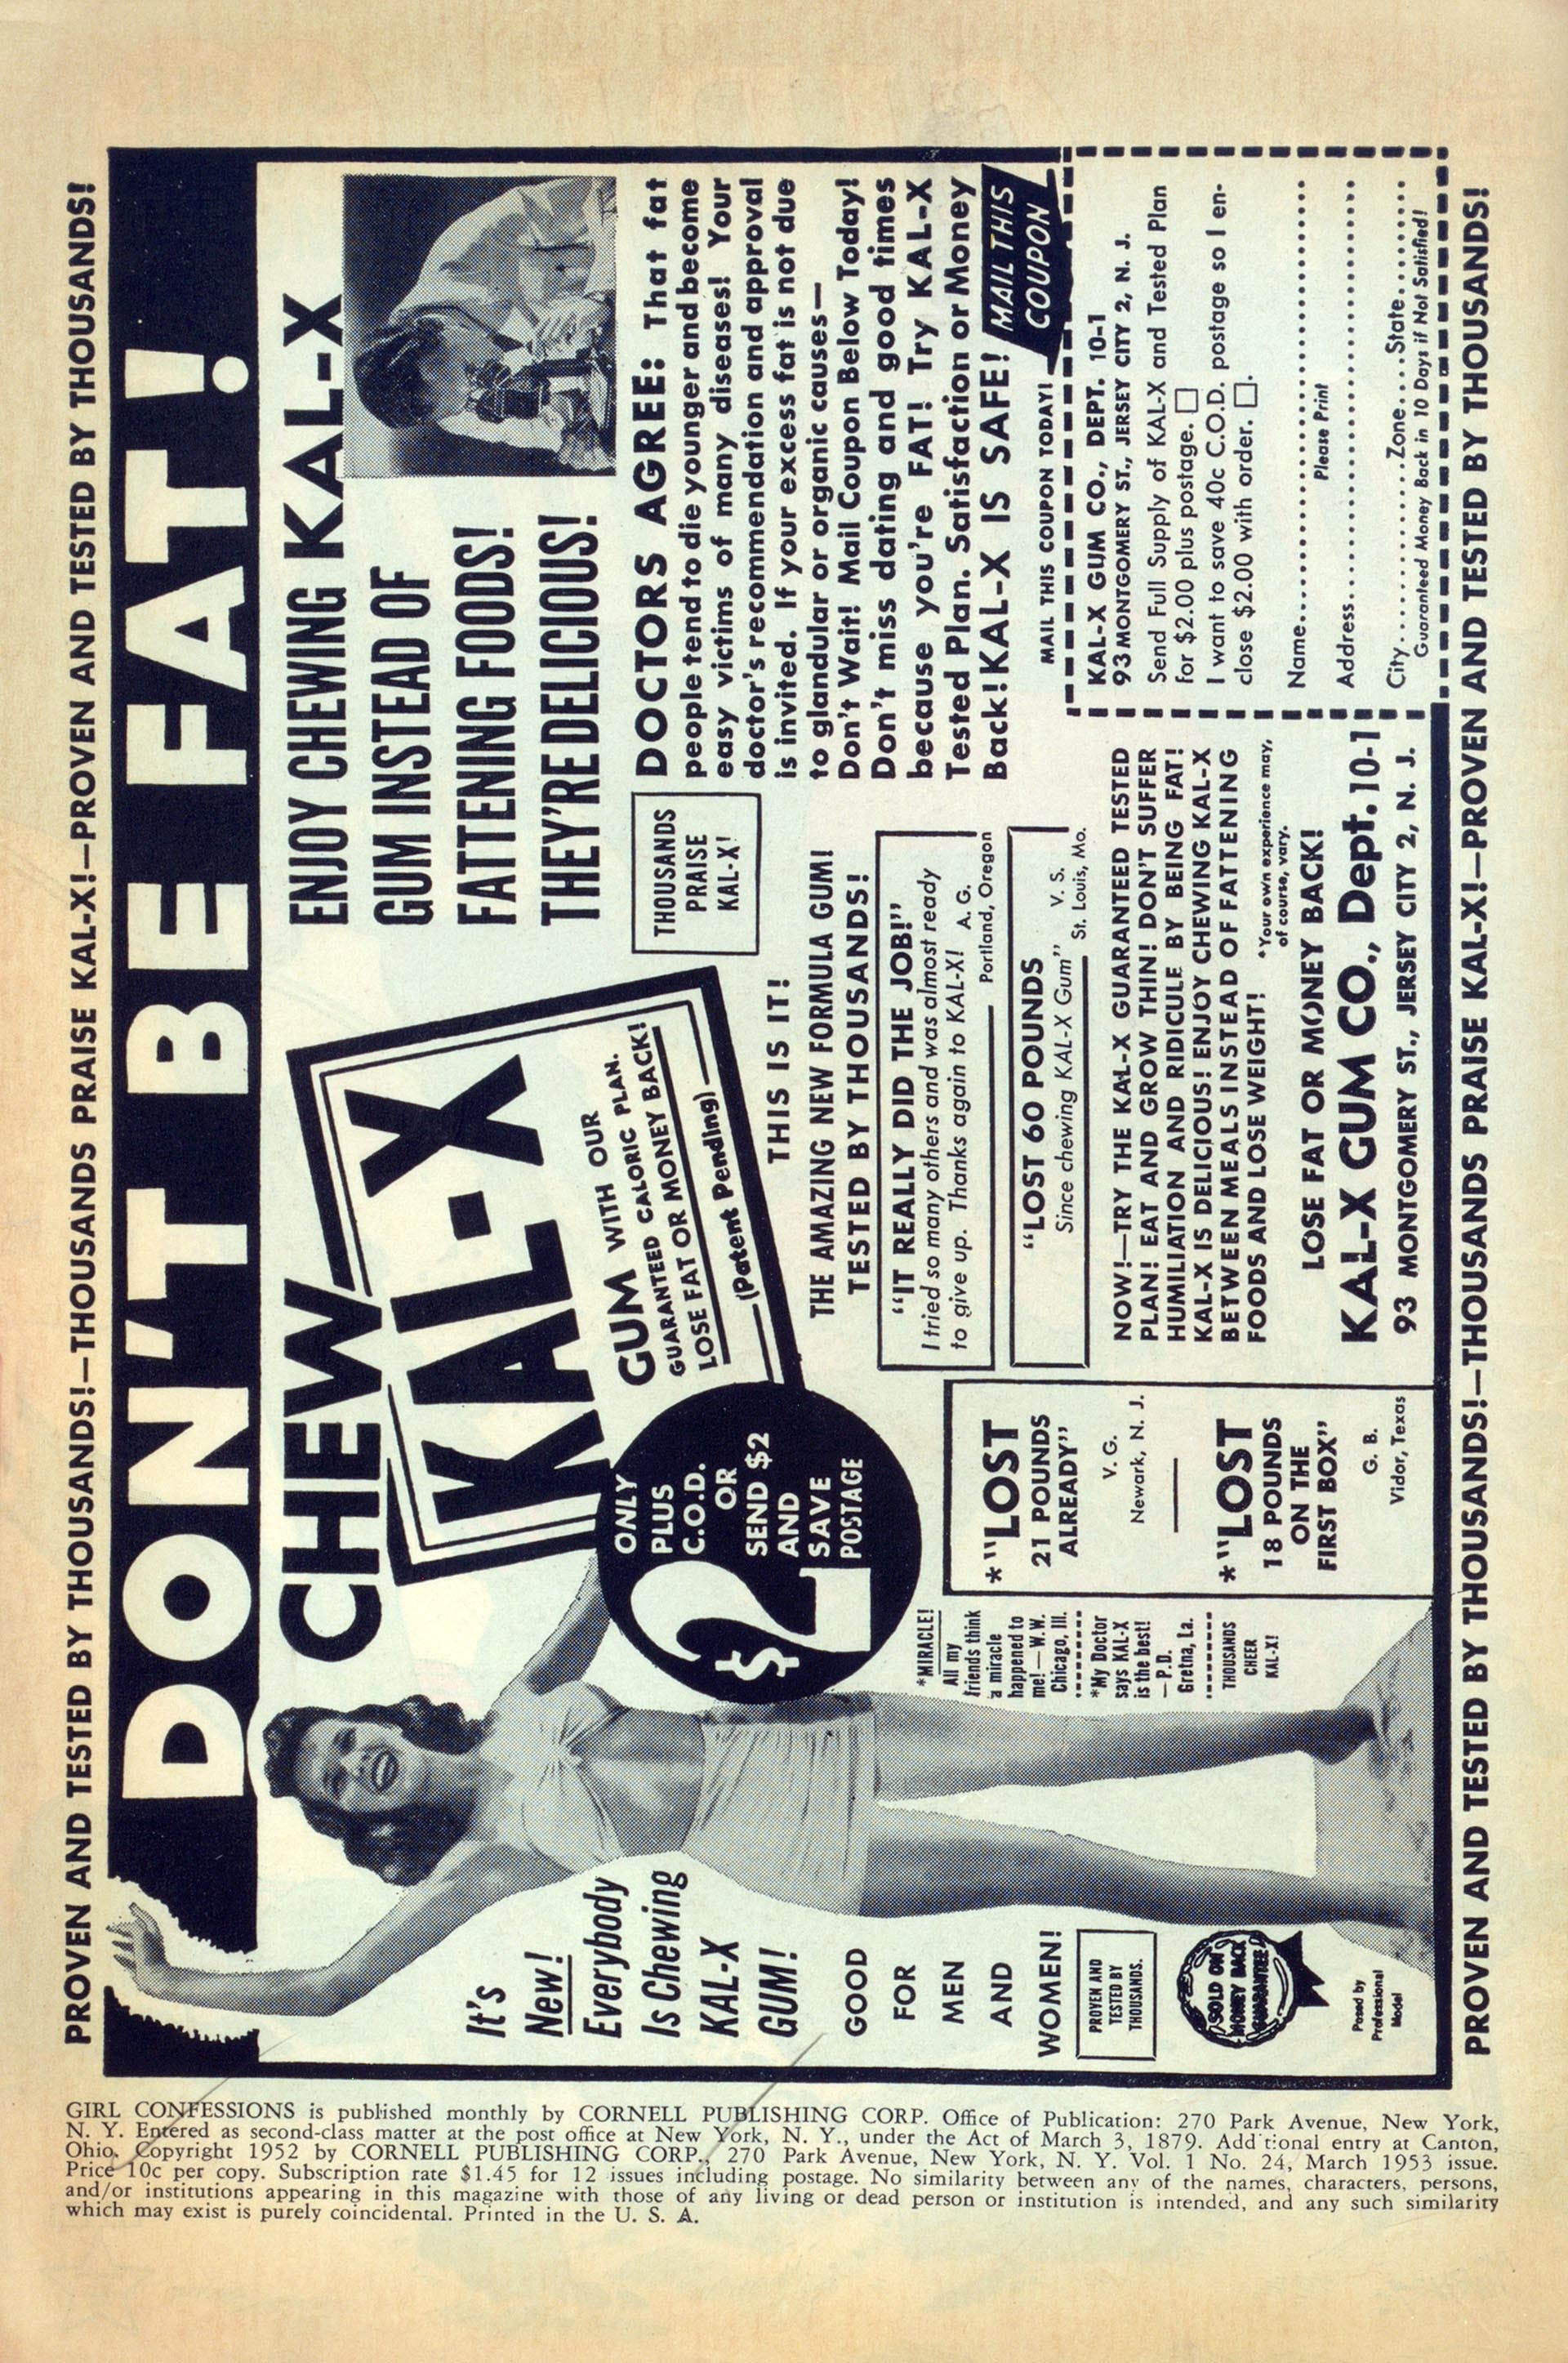 PROVEN AND TESTED BY THOUSANDS!—THOUSANDS PRAISE KAL-X!—PROVEN AND TESTED BY THOUSANDS!
DON'T BE FAT!
CHEW
KAL-X
GUM WITH OUR
GUARANTEED CALORIC PLAN.
LOSE FAT OR MONEY BACK!
(Patent Pending)
ENJOY CHEWING KAL-X
GUM INSTEAD OF
FATTENING FOODS!
THEY'RE DELICIOUS!
It's
New!
Everybody
Is Chewing
KAL-X
GUM!
GOOD
FOR
MEN
AND
WOMEN!
PROVEN AND
TESTED BY
THOUSANDS.
SOLD ON
MONEY BACK
GUARANTEE
Posed by
Professional
Model
$2
ONLY
PLUS
C.O.D.
OR
SEND $2
AND
SAVE
POSTAGE
*MIRACLE!
All my
friends think
a miracle
happened to
me!—W.W.
Chicago, Ill.
*My Doctor
says KAL-X
is the best!
—P.D.
Gretna, La.
THOUSANDS
CHEER
KAL-X!
*"LOST
21 POUNDS
ALREADY"
V. G.
Newark, N. J.
*"LOST
18 POUNDS
ON THE
FIRST BOX"
G. B.
Vidor, Texas
THOUSANDS
PRAISE
KAL-X!
THIS IS IT!
THE AMAZING NEW FORMULA GUM!
TESTED BY THOUSANDS!
"IT REALLY DID THE JOB!"
I tried so many others and was almost ready
to give up. Thanks again to KAL-X! A. G.
Portland, Oregon
"LOST 60 POUNDS
Since chewing KAL-X Gum" V. S.
St. Louis, Mo.
NOW!—TRY THE KAL-X GUARANTEED TESTED
PLAN! EAT AND GROW THIN! DON'T SUFFER
HUMILIATION AND RIDICULE BY BEING FAT!
KAL-X IS DELICIOUS! ENJOY CHEWING KAL-X
BETWEEN MEALS INSTEAD OF FATTENING
FOODS AND LOSE WEIGHT!
*Your own experience may,
of course, vary.
LOSE FAT OR MONEY BACK!
KAL-X GUM CO., Dept. 10-1
93 MONTGOMERY ST., JERSEY CITY 2, N. J.
DOCTORS AGREE: That fat
people tend to die younger and become
easy victims of many diseases! Your
doctor's recommendation and approval
is invited. If your excess fat is not due
to glandular or organic causes—
Don't Wait! Mail Coupon Below Today!
Don't miss dating and good times
because you're FAT! Try KAL-X
Tested Plan. Satisfaction or Money
Back! KAL-X IS SAFE!
MAIL THIS
COUPON
MAIL THIS COUPON TODAY!
KAL-X GUM CO., DEPT. 10-1
93 MONTGOMERY ST., JERSEY CITY 2, N. J.
Send Full Supply of KAL-X and Tested Plan
for $2.00 plus postage. □
I want to save 40c C.O.D. postage so I en-
close $2.00 with order. □.
Name
Please Print
Address
City Zone State
Guaranteed Money Back in 10 Days if Not Satisfied!
PROVEN AND TESTED BY THOUSANDS!—THOUSANDS PRAISE KAL-X!—PROVEN AND TESTED BY THOUSANDS!
GIRL CONFESSIONS is published monthly by CORNELL PUBLISHING CORP. Office of Publication: 270 Park Avenue, New York,
N. Y. Entered as second-class matter at the post office at New York, N. Y., under the Act of March 3, 1879. Additional entry at Canton,
Ohio. Copyright 1952 by CORNELL PUBLISHING CORP., 270 Park Avenue, New York, N. Y. Vol. 1 No. 24, March 1953 issue.
Price 10c per copy. Subscription rate $1.45 for 12 issues including postage. No similarity between any of the names, characters, persons,
and/or institutions appearing in this magazine with those of any living or dead person or institution is intended, and any such similarity
which may exist is purely coincidental. Printed in the U. S. A.